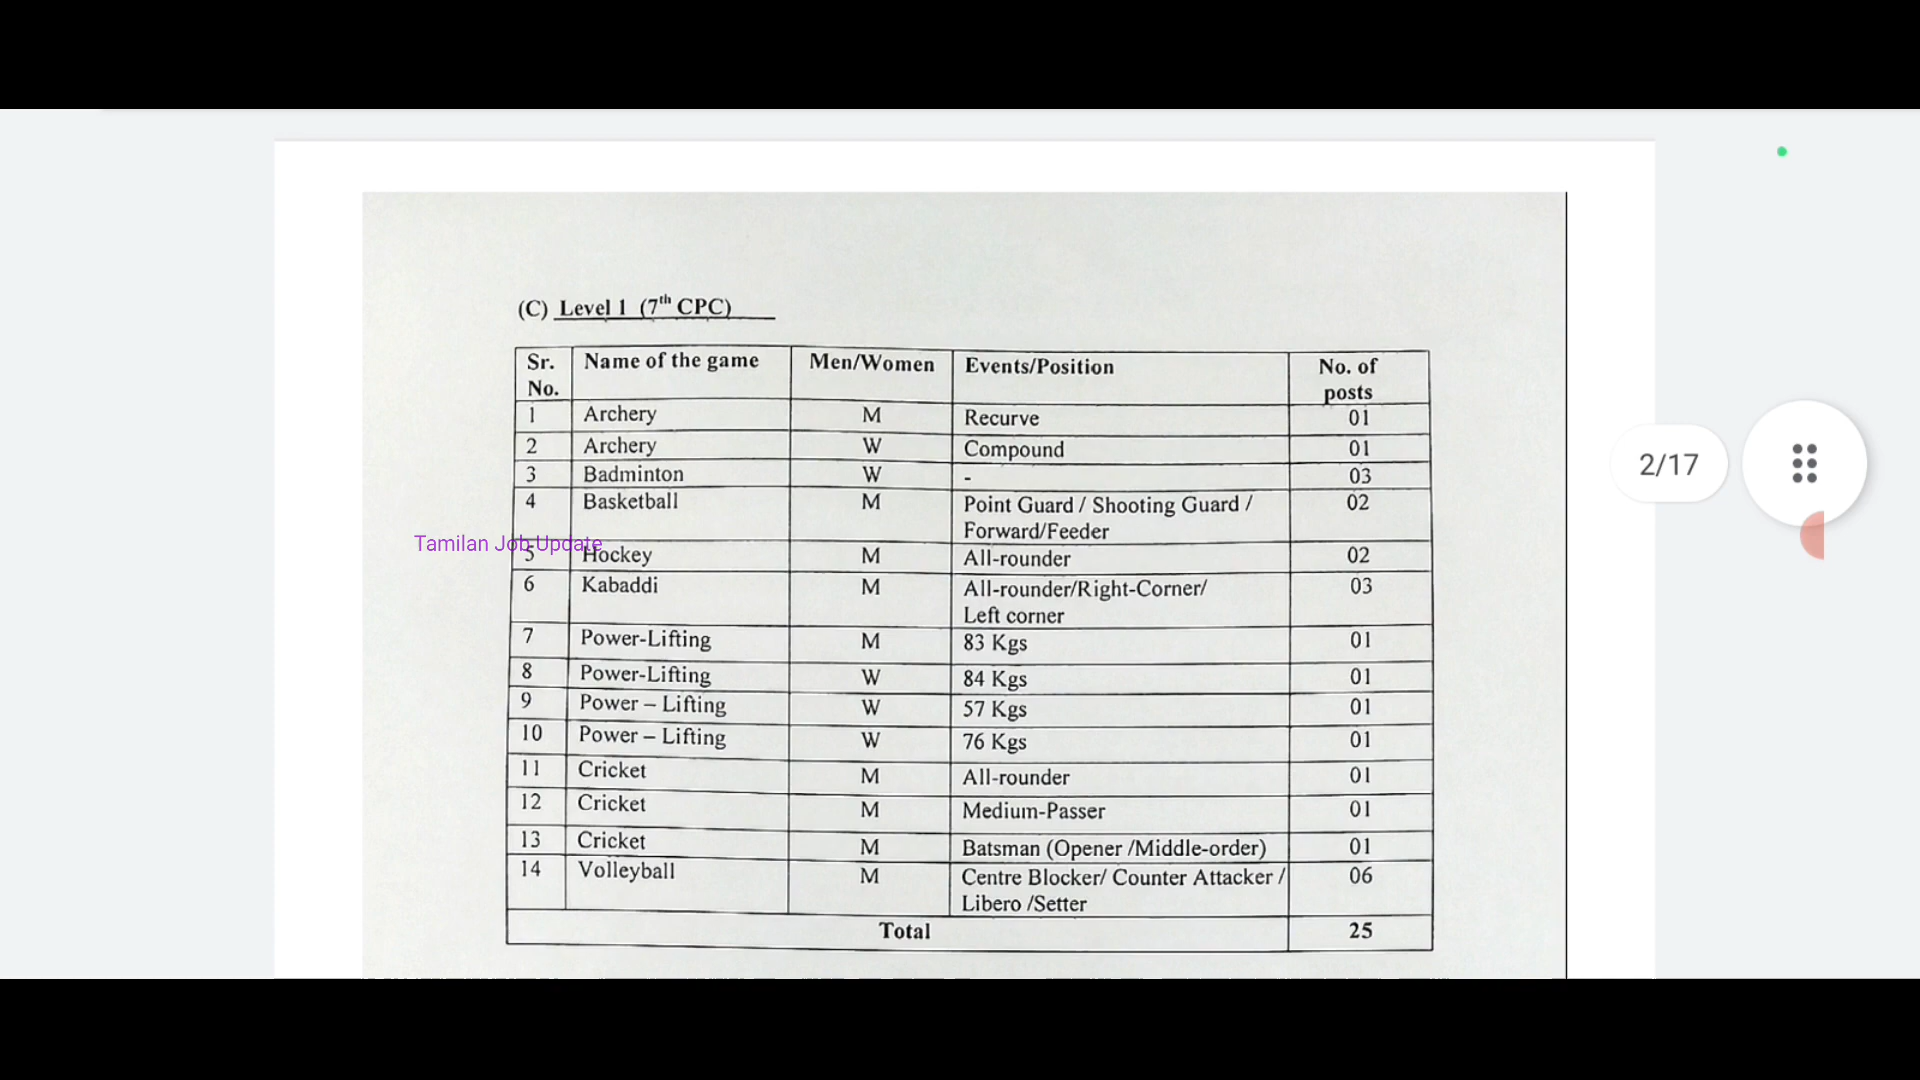 (C) Level 1 (7th CPC)
Sr. No. Name of the game Men/Women Events/Position No. of posts
1 Archery M Recurve 01
2 Archery W Compound 01
3 Badminton W - 03
4 Basketball M Point Guard / Shooting Guard / Forward/Feeder 02
Tamilan Job Update
5 Hockey M All-rounder 02
6 Kabaddi M All-rounder/Right-Corner/ Left corner 03
7 Power-Lifting M 83 Kgs 01
8 Power-Lifting W 84 Kgs 01
9 Power – Lifting W 57 Kgs 01
10 Power – Lifting W 76 Kgs 01
11 Cricket M All-rounder 01
12 Cricket M Medium-Passer 01
13 Cricket M Batsman (Opener /Middle-order) 01
14 Volleyball M Centre Blocker/ Counter Attacker / Libero /Setter 06
Total 25
2/17